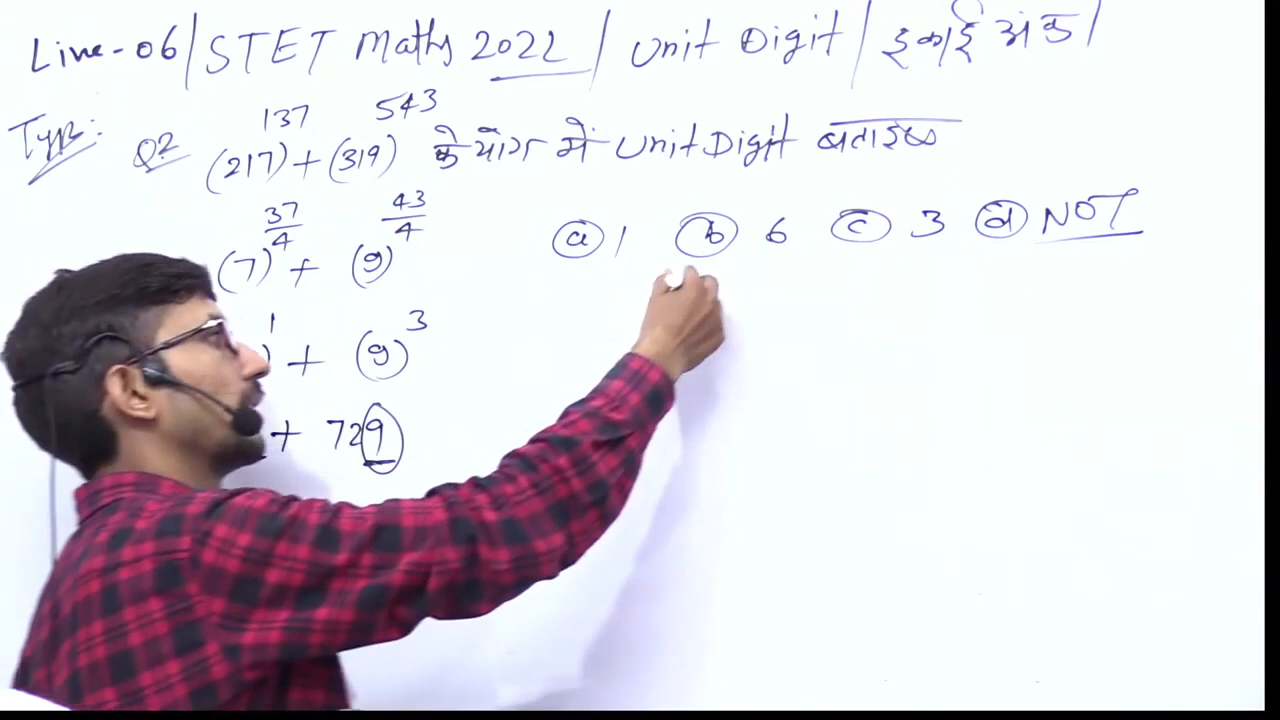 Live-06/STET Maths 2022/Unit Digit/इकाई अंक/
Type:
Q2 (217)^137 + (319)^543 के योग में Unit Digit बताइए
(7)^37/4 + (9)^43/4
ⓐ 1 ⓑ 6 ⓒ 3 ⓓ NOT
)^1 + (9)^3
+ 729